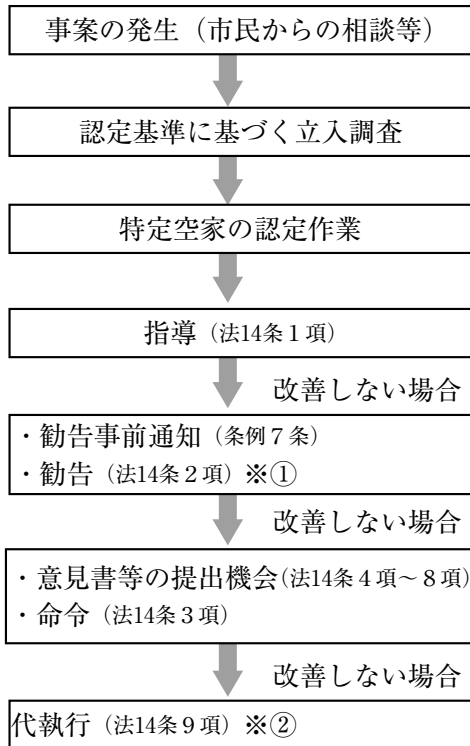 事案の発生（市民からの相談等）
認定基準に基づく立入調査
特定空家の認定作業
指導（法14条１項）
改善しない場合
・勧告事前通知（条例７条）
・勧告（法14条２項）※①
改善しない場合
・意見書等の提出機会(法14条４項～８項)
・命令（法14条３項）
改善しない場合
代執行（法14条９項）※②